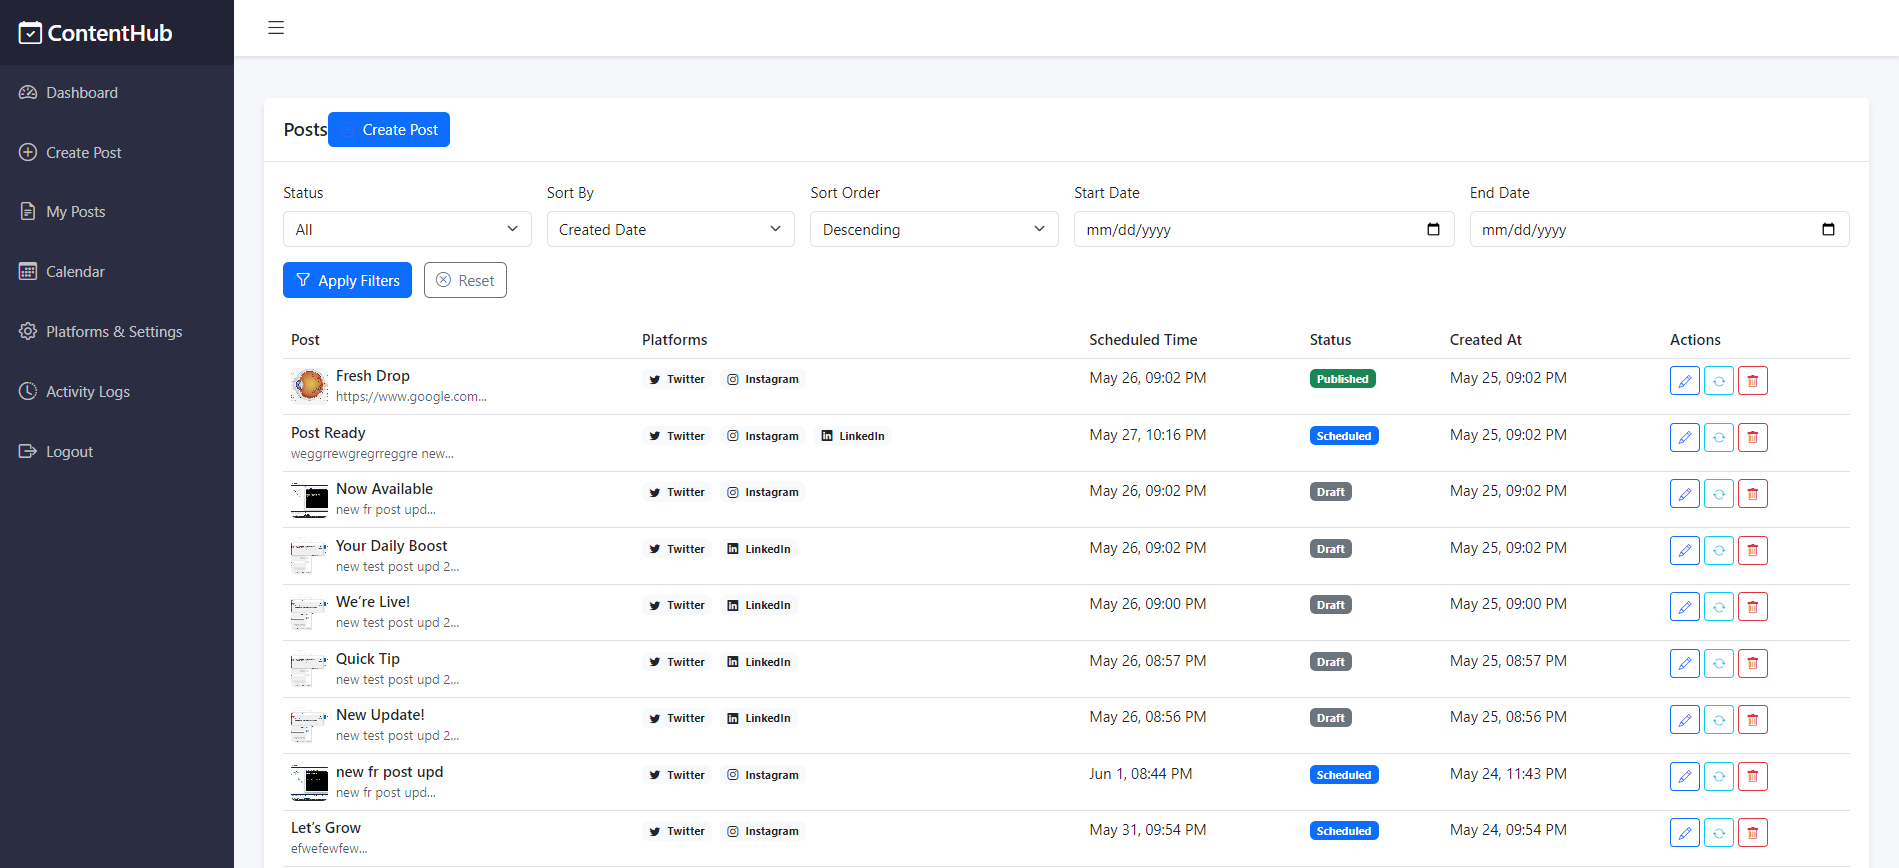 ContentHub
Dashboard
Create Post
My Posts
Calendar
Platforms & Settings
Activity Logs
Logout
Posts Create Post
Status Sort By Sort Order Start Date End Date
All Created Date Descending mm/dd/yyyy mm/dd/yyyy
Apply Filters Reset
Post Platforms Scheduled Time Status Created At Actions
Fresh Drop Twitter Instagram May 26, 09:02 PM Published May 25, 09:02 PM
https://www.google.com...
Post Ready Twitter Instagram LinkedIn May 27, 10:16 PM Scheduled May 25, 09:02 PM
weggrrewgregrreggre new...
Now Available Twitter Instagram May 26, 09:02 PM Draft May 25, 09:02 PM
new fr post upd...
Your Daily Boost Twitter LinkedIn May 26, 09:02 PM Draft May 25, 09:02 PM
new test post upd 2...
We’re Live! Twitter LinkedIn May 26, 09:00 PM Draft May 25, 09:00 PM
new test post upd 2...
Quick Tip Twitter LinkedIn May 26, 08:57 PM Draft May 25, 08:57 PM
new test post upd 2...
New Update! Twitter LinkedIn May 26, 08:56 PM Draft May 25, 08:56 PM
new test post upd 2...
new fr post upd Twitter Instagram Jun 1, 08:44 PM Scheduled May 24, 11:43 PM
new fr post upd...
Let’s Grow Twitter Instagram May 31, 09:54 PM Scheduled May 24, 09:54 PM
efwefewfew...